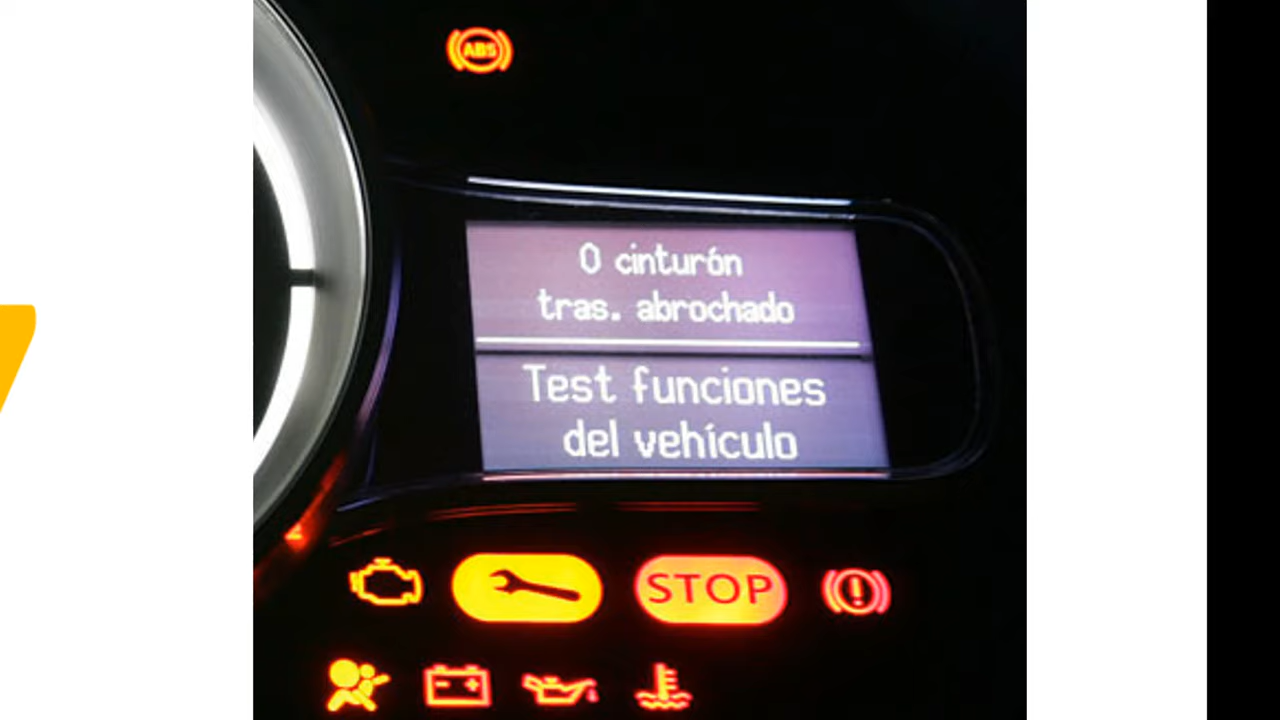 ABS
0 cinturón
tras. abrochado
Test funciones
del vehículo
STOP